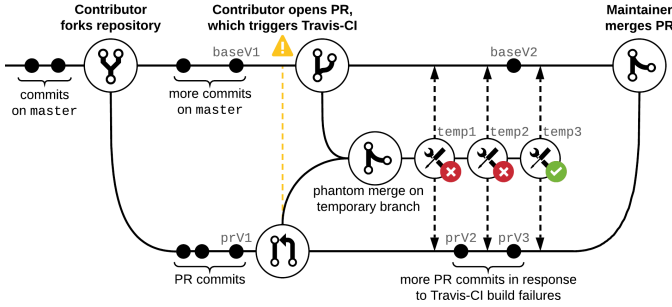 Contributor
forks repository
Contributor opens PR,
which triggers Travis-CI
Maintainer
merges PR
baseV1
baseV2
commits
on master
more commits
on master
temp1
temp2
temp3
phantom merge on
temporary branch
prV1
prV2
prV3
PR commits
more PR commits in response
to Travis-CI build failures